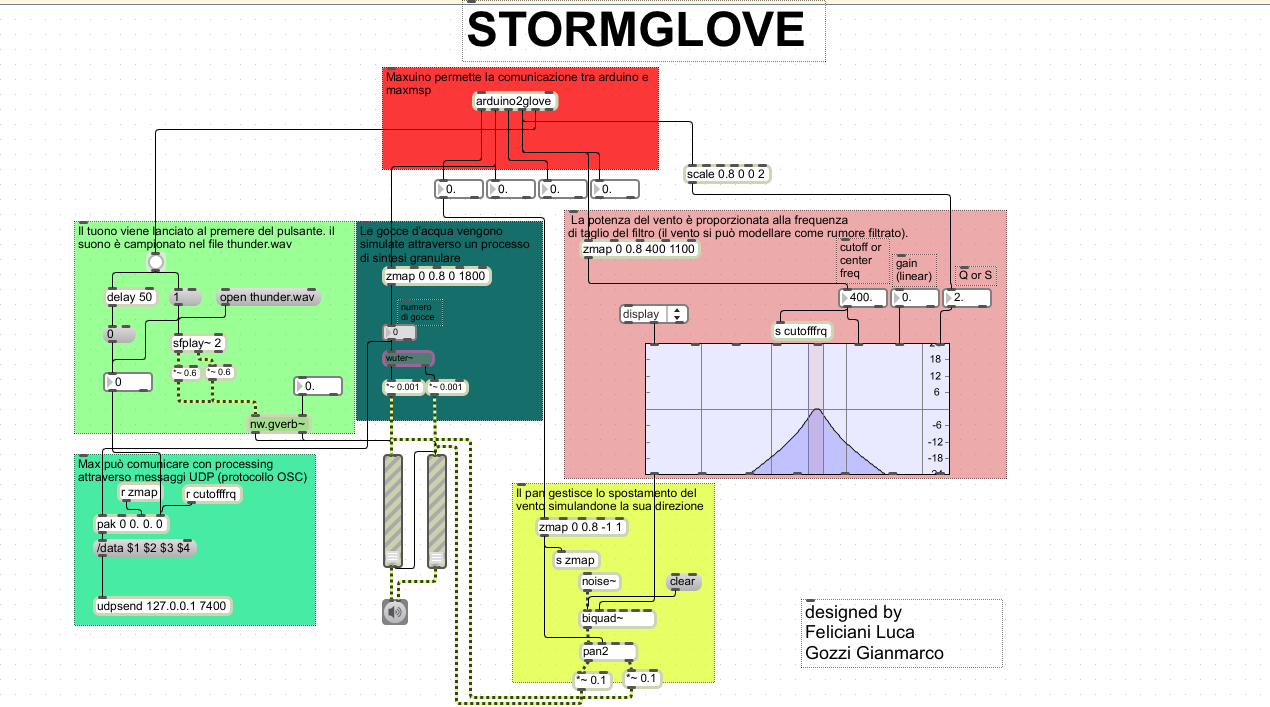 STORMGLOVE
Maxuino permette la comunicazione tra arduino e
maxmsp
arduino2glove
scale 0.8 0 0 2
0.
0.
0.
0.
Il tuono viene lanciato al premere del pulsante. il
suono è campionato nel file thunder.wav
delay 50
1
open thunder.wav
0
sfplay~ 2
*~ 0.6
*~ 0.6
0
0.
nw.gverb~
Le gocce d'acqua vengono
simulate attraverso un processo
di sintesi granulare
zmap 0 0.8 0 1800
numero
di gocce
0
wuter~
*~ 0.001
*~ 0.001
La potenza del vento è proporzionata alla frequenza
di taglio del filtro (il vento si può modellare come rumore filtrato).
zmap 0 0.8 400 1100
cutoff or
center
freq
gain
(linear)
Q or S
400.
0.
2.
display
s cutofffrq
18
12
6
-6
-12
-18
Max può comunicare con processing
attraverso messaggi UDP (protocollo OSC)
r zmap
r cutofffrq
pak 0 0. 0. 0
/data $1 $2 $3 $4
udpsend 127.0.0.1 7400
Il pan gestisce lo spostamento del
vento simulandone la sua direzione
zmap 0 0.8 -1 1
s zmap
noise~
clear
biquad~
pan2
*~ 0.1
*~ 0.1
designed by
Feliciani Luca
Gozzi Gianmarco